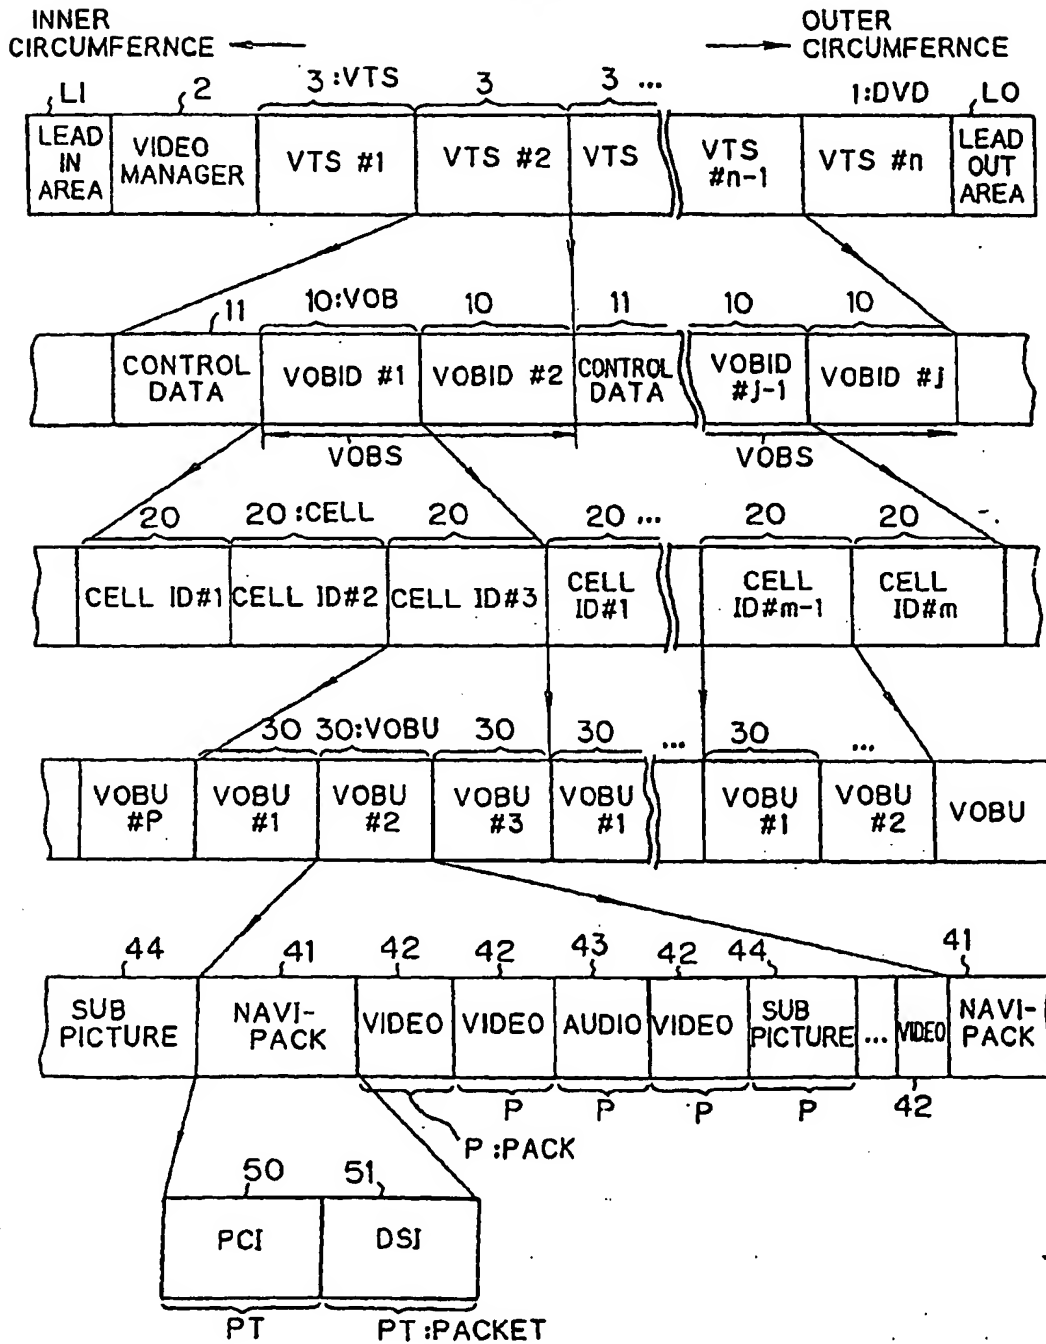 INNER
CIRCUMFERNCE
OUTER
CIRCUMFERNCE
LI 2 3:VTS 3 3 ... 1:DVD LO
LEAD IN AREA
VIDEO MANAGER
VTS #1
VTS #2
VTS
VTS #n-1
VTS #n
LEAD OUT AREA
11 10:VOB 10 11 10 10
CONTROL DATA
VOBID #1
VOBID #2
CONTROL DATA
VOBID #j-1
VOBID #j
VOBS
VOBS
20 20:CELL 20 20 ... 20 20
CELL ID#1
CELL ID#2
CELL ID#3
CELL ID#1
CELL ID#m-1
CELL ID#m
30 30:VOBU 30 30 ... 30 ...
VOBU #P
VOBU #1
VOBU #2
VOBU #3
VOBU #1
VOBU #1
VOBU #2
VOBU
44 41 42 42 43 42 44 41
SUB PICTURE
NAVI-PACK
VIDEO
VIDEO
AUDIO
VIDEO
SUB PICTURE
...
VIDEO
NAVI-PACK
P P P P 42
P:PACK
50 51
PCI DSI
PT PT:PACKET